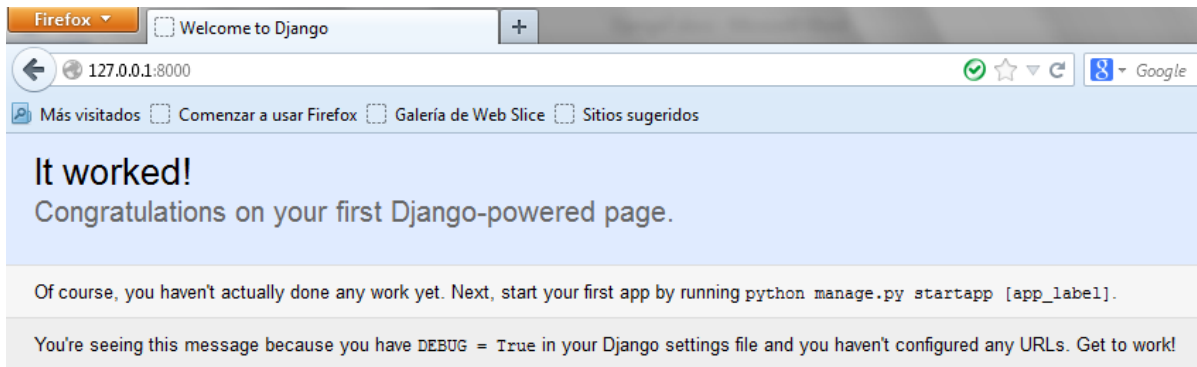 Firefox
Welcome to Django
+
127.0.0.1:8000
8 Google
Más visitados Comenzar a usar Firefox Galería de Web Slice Sitios sugeridos
It worked!
Congratulations on your first Django-powered page.
Of course, you haven't actually done any work yet. Next, start your first app by running python manage.py startapp [app_label].
You're seeing this message because you have DEBUG = True in your Django settings file and you haven't configured any URLs. Get to work!